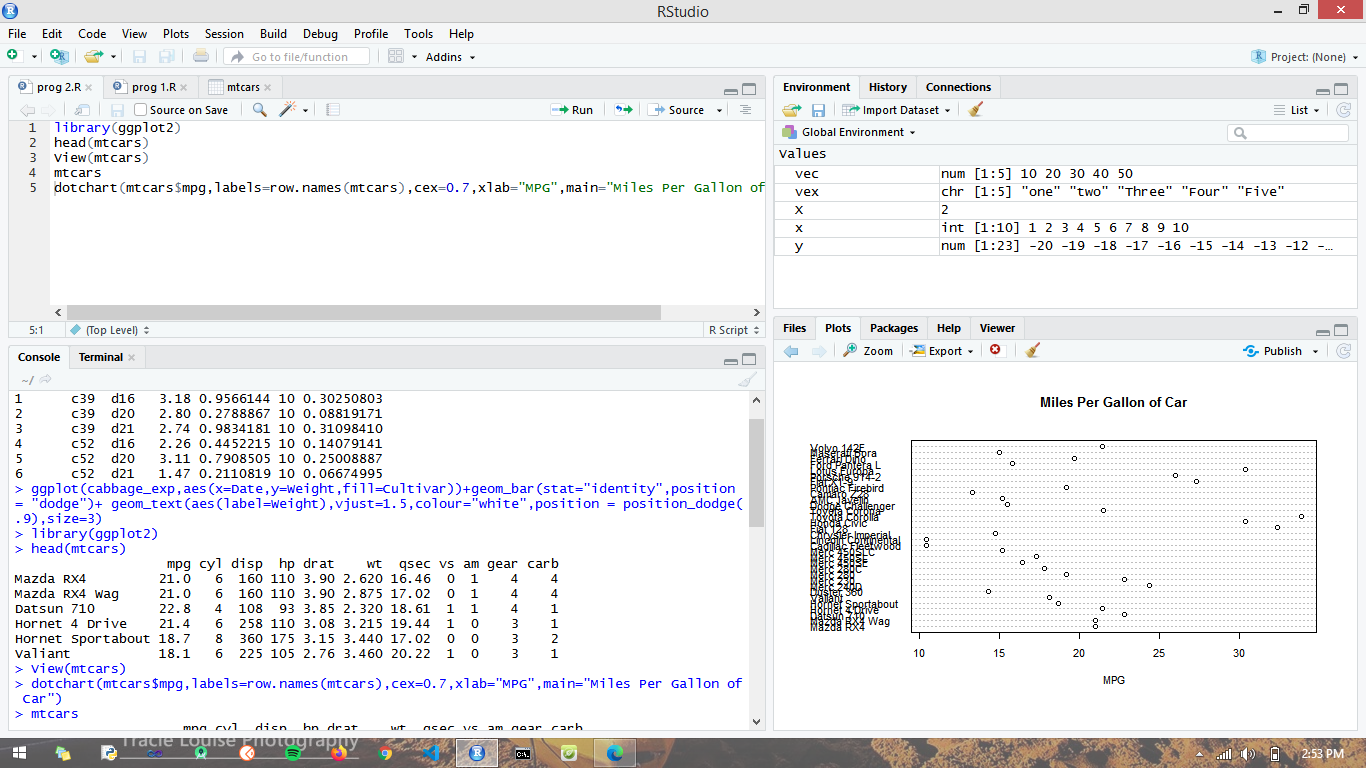 RStudio
File Edit Code View Plots Session Build Debug Profile Tools Help
Go to file/function Addins Project: (None)
prog 2.R prog 1.R mtcars
Source on Save Run Source
1 library(ggplot2)
2 head(mtcars)
3 View(mtcars)
4 mtcars
5 dotchart(mtcars$mpg,labels=row.names(mtcars),cex=0.7,xlab="MPG",main="Miles Per Gallon of
5:1 (Top Level) R Script
Console Terminal
~/
1 c39 d16 3.18 0.9566144 10 0.30250803
2 c39 d20 2.80 0.2788867 10 0.08819171
3 c39 d21 2.74 0.9834181 10 0.31098410
4 c52 d16 2.26 0.4452215 10 0.14079141
5 c52 d20 3.11 0.7908505 10 0.25008887
6 c52 d21 1.47 0.2110819 10 0.06674995
> ggplot(cabbage_exp,aes(x=Date,y=Weight,fill=Cultivar))+geom_bar(stat="identity",position
= "dodge")+ geom_text(aes(label=Weight),vjust=1.5,colour="white",position = position_dodge(
.9),size=3)
> library(ggplot2)
> head(mtcars)
mpg cyl disp hp drat wt qsec vs am gear carb
Mazda RX4 21.0 6 160 110 3.90 2.620 16.46 0 1 4 4
Mazda RX4 Wag 21.0 6 160 110 3.90 2.875 17.02 0 1 4 4
Datsun 710 22.8 4 108 93 3.85 2.320 18.61 1 1 4 1
Hornet 4 Drive 21.4 6 258 110 3.08 3.215 19.44 1 0 3 1
Hornet Sportabout 18.7 8 360 175 3.15 3.440 17.02 0 0 3 2
Valiant 18.1 6 225 105 2.76 3.460 20.22 1 0 3 1
> View(mtcars)
> dotchart(mtcars$mpg,labels=row.names(mtcars),cex=0.7,xlab="MPG",main="Miles Per Gallon of
Car")
> mtcars
mpg cyl disp hp drat wt qsec vs am gear carb
Environment History Connections
Import Dataset List
Global Environment
Values
vec num [1:5] 10 20 30 40 50
vex chr [1:5] "one" "two" "Three" "Four" "Five"
X 2
x int [1:10] 1 2 3 4 5 6 7 8 9 10
y num [1:23] -20 -19 -18 -17 -16 -15 -14 -13 -12 -…
Files Plots Packages Help Viewer
Zoom Export Publish
Miles Per Gallon of Car
Volvo 142E
Maserati Bora
Ferrari Dino
Ford Pantera L
Lotus Europa
Porsche 914-2
Pontiac Firebird
Camaro Z28
AMC Javelin
Dodge Challenger
Toyota Corona
Toyota Corolla
Honda Civic
Fiat 128
Chrysler Imperial
Lincoln Continental
Cadillac Fleetwood
Merc 450SLC
Merc 450SL
Merc 450SE
Merc 280C
Merc 280
Merc 230
Merc 240D
Duster 360
Valiant
Hornet Sportabout
Hornet 4 Drive
Datsun 710
Mazda RX4 Wag
Mazda RX4
10 15 20 25 30
MPG
Tracie Louise Photography
2:53 PM